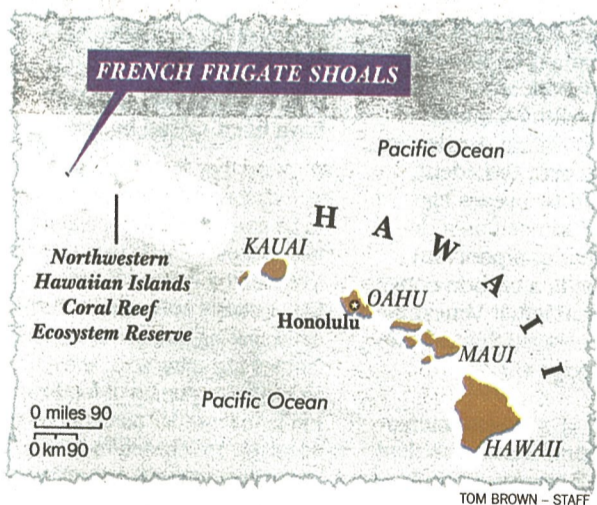 FRENCH FRIGATE SHOALS
Pacific Ocean
H A W A I I
KAUAI
Northwestern
Hawaiian Islands
Coral Reef
Ecosystem Reserve
OAHU
Honolulu
MAUI
Pacific Ocean
0 miles 90
0 km 90
HAWAII
TOM BROWN – STAFF